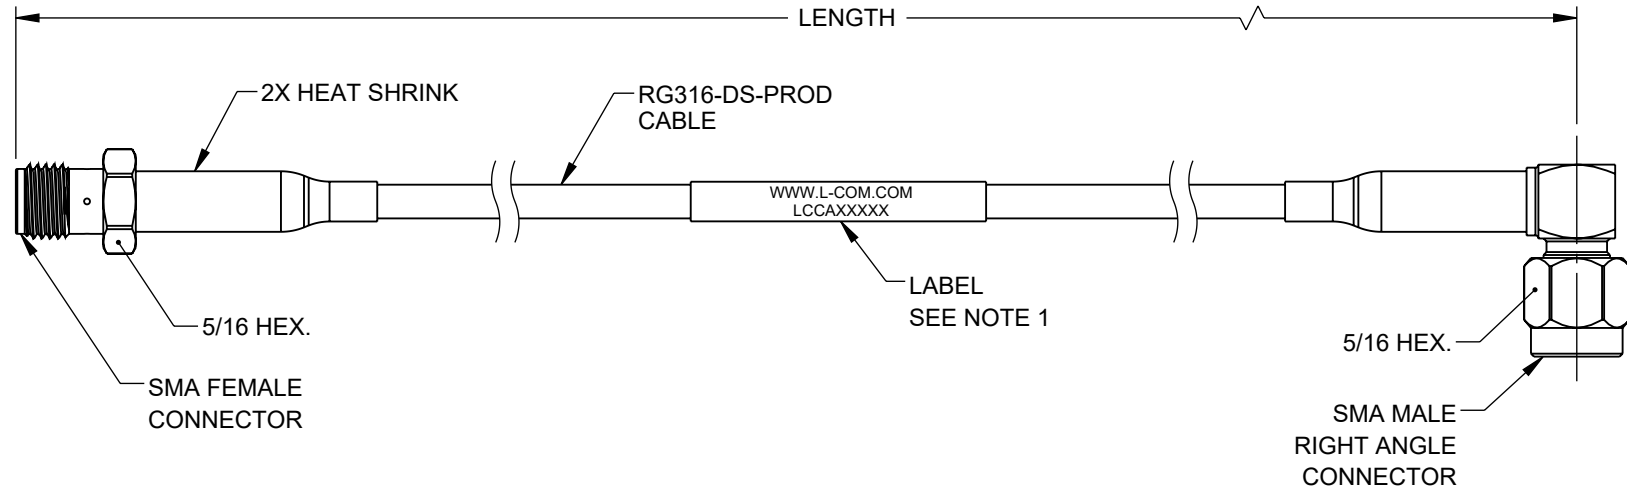 LENGTH
2X HEAT SHRINK
RG316-DS-PROD
CABLE
WWW.L-COM.COM
LCCAXXXXX
LABEL
SEE NOTE 1
5/16 HEX.
5/16 HEX.
SMA FEMALE
CONNECTOR
SMA MALE
RIGHT ANGLE
CONNECTOR